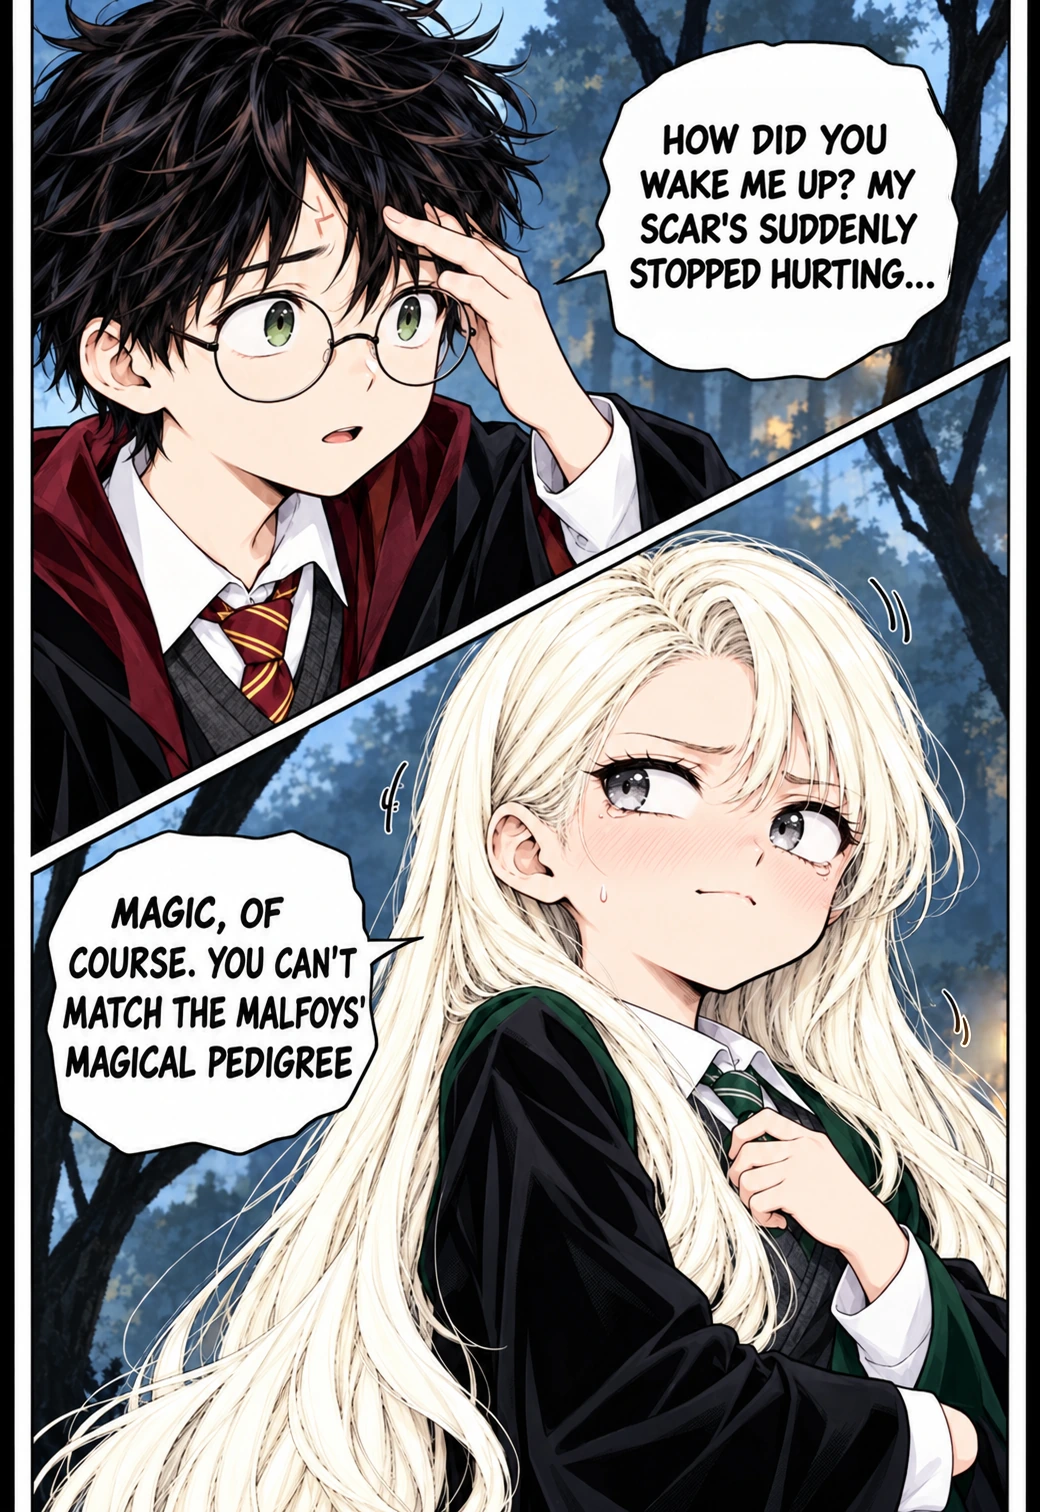 HOW DID YOU
WAKE ME UP? MY
SCAR'S SUDDENLY
STOPPED HURTING...
MAGIC, OF
COURSE. YOU CAN'T
MATCH THE MALFOYS'
MAGICAL PEDIGREE